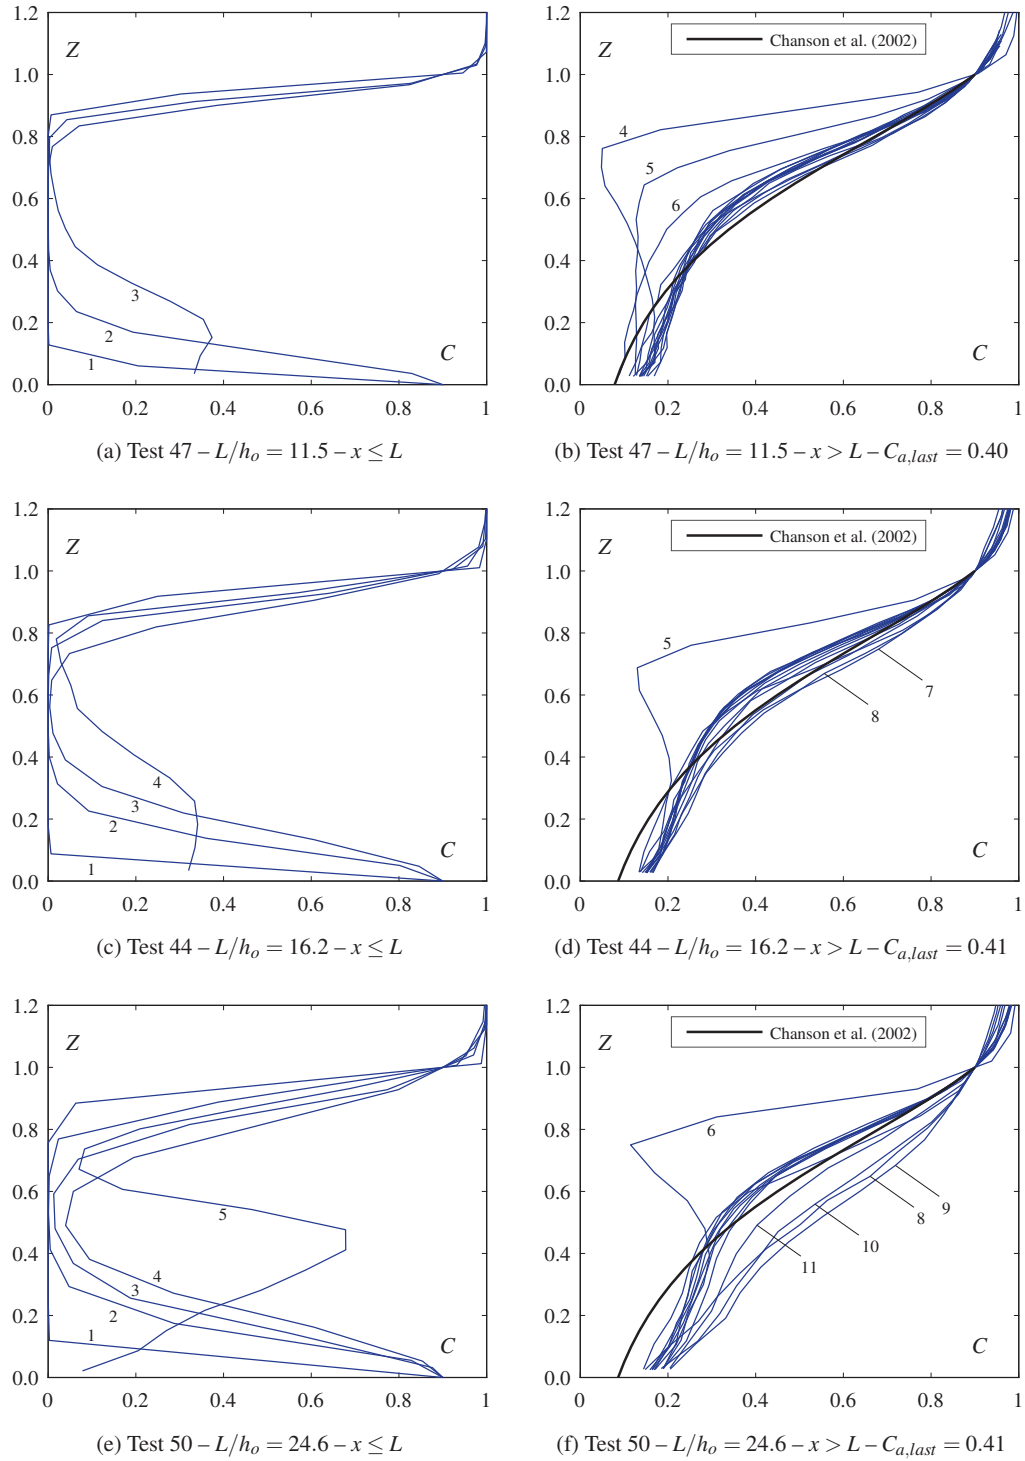 1.2
1.0
0.8
0.6
0.4
0.2
0.0
Z
3
2
1
C
0 0.2 0.4 0.6 0.8 1
(a) Test 47 – L/h_o = 11.5 – x ≤ L
1.2
1.0
0.8
0.6
0.4
0.2
0.0
Z
Chanson et al. (2002)
4
5
6
C
0 0.2 0.4 0.6 0.8 1
(b) Test 47 – L/h_o = 11.5 – x > L – C_{a,last} = 0.40
1.2
1.0
0.8
0.6
0.4
0.2
0.0
Z
4
3
2
1
C
0 0.2 0.4 0.6 0.8 1
(c) Test 44 – L/h_o = 16.2 – x ≤ L
1.2
1.0
0.8
0.6
0.4
0.2
0.0
Z
Chanson et al. (2002)
5
7
8
C
0 0.2 0.4 0.6 0.8 1
(d) Test 44 – L/h_o = 16.2 – x > L – C_{a,last} = 0.41
1.2
1.0
0.8
0.6
0.4
0.2
0.0
Z
5
4
3
2
1
C
0 0.2 0.4 0.6 0.8 1
(e) Test 50 – L/h_o = 24.6 – x ≤ L
1.2
1.0
0.8
0.6
0.4
0.2
0.0
Z
Chanson et al. (2002)
6
9
8
10
11
C
0 0.2 0.4 0.6 0.8 1
(f) Test 50 – L/h_o = 24.6 – x > L – C_{a,last} = 0.41